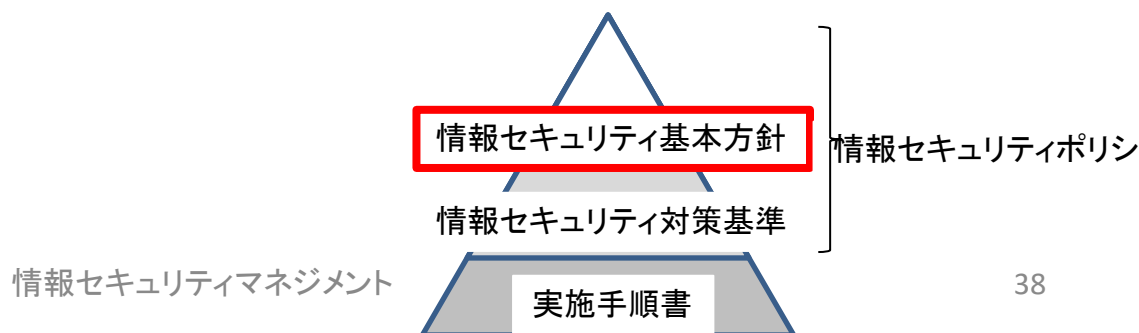 情報セキュリティ基本方針
情報セキュリティポリシ
情報セキュリティ対策基準
情報セキュリティマネジメント
実施手順書
38